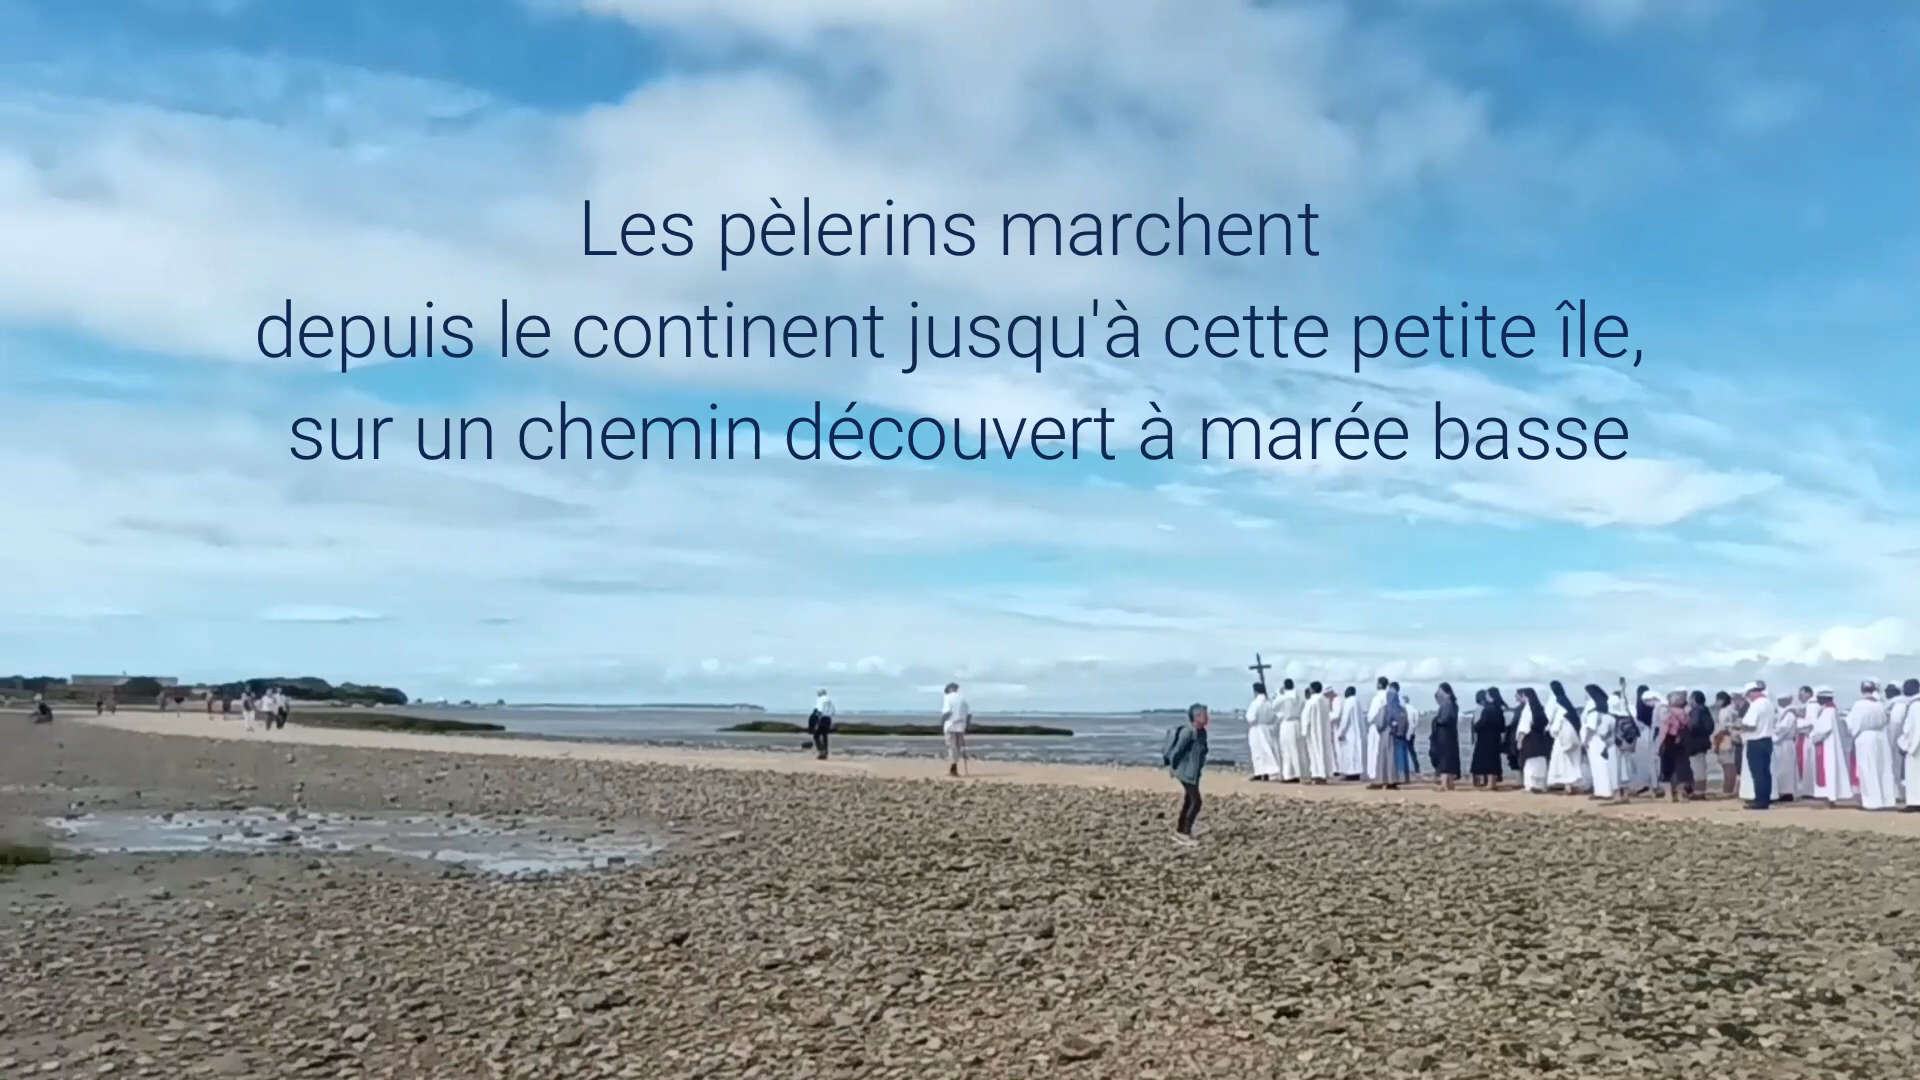 Les pèlerins marchent
depuis le continent jusqu'à cette petite île,
sur un chemin découvert à marée basse